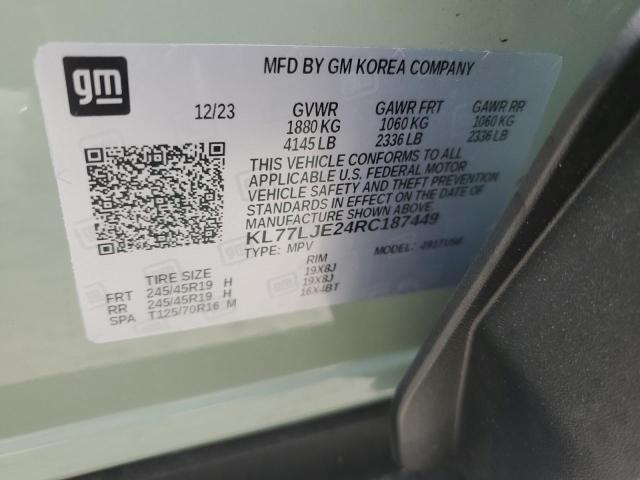 gm
MFD BY GM KOREA COMPANY
12/23 GVWR GAWR FRT GAWR RR
1880 KG 1060 KG 1060 KG
4145 LB 2336 LB 2336 LB
THIS VEHICLE CONFORMS TO ALL
APPLICABLE U.S. FEDERAL MOTOR
VEHICLE SAFETY AND THEFT PREVENTION
STANDARDS IN EFFECT ON THE DATE OF
MANUFACTURE SHOWN ABOVE.
KL77LJE24RC187449
TYPE: MPV MODEL:
TIRE SIZE RIM
FRT 245/45R19 H 19X8J
RR 245/45R19 H 19X8J
SPA T125/70R16 M 16X4BT